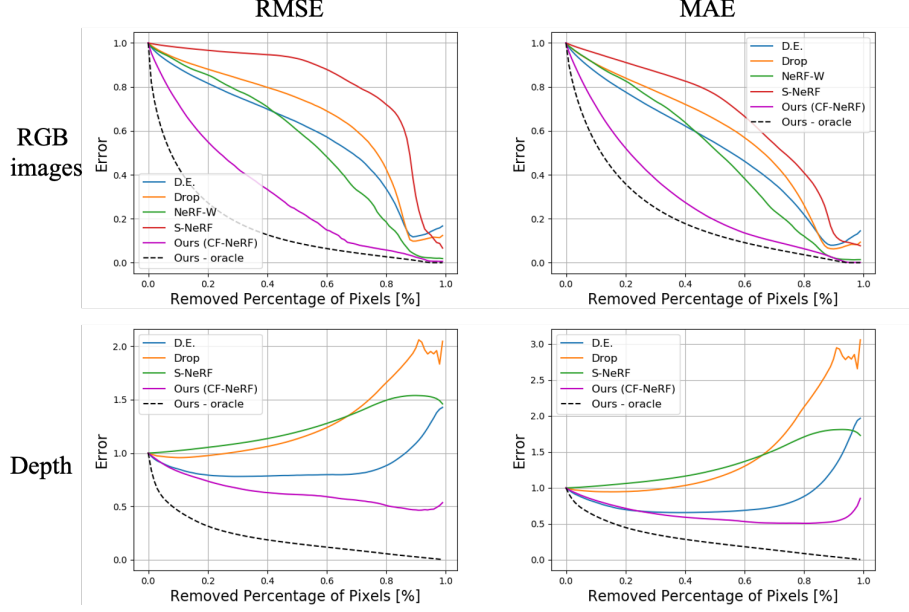 RMSE
MAE
RGB
images
Depth
1.0
0.8
0.6
0.4
0.2
0.0
Error
D.E.
Drop
NeRF-W
S-NeRF
Ours (CF-NeRF)
Ours - oracle
0.0 0.2 0.4 0.6 0.8 1.0
Removed Percentage of Pixels [%]
1.0
0.8
0.6
0.4
0.2
0.0
Error
D.E.
Drop
NeRF-W
S-NeRF
Ours (CF-NeRF)
Ours - oracle
0.0 0.2 0.4 0.6 0.8 1.0
Removed Percentage of Pixels [%]
2.0
1.5
1.0
0.5
0.0
Error
D.E.
Drop
S-NeRF
Ours (CF-NeRF)
Ours - oracle
0.0 0.2 0.4 0.6 0.8 1.0
Removed Percentage of Pixels [%]
3.0
2.5
2.0
1.5
1.0
0.5
0.0
Error
D.E.
Drop
S-NeRF
Ours (CF-NeRF)
Ours - oracle
0.0 0.2 0.4 0.6 0.8 1.0
Removed Percentage of Pixels [%]